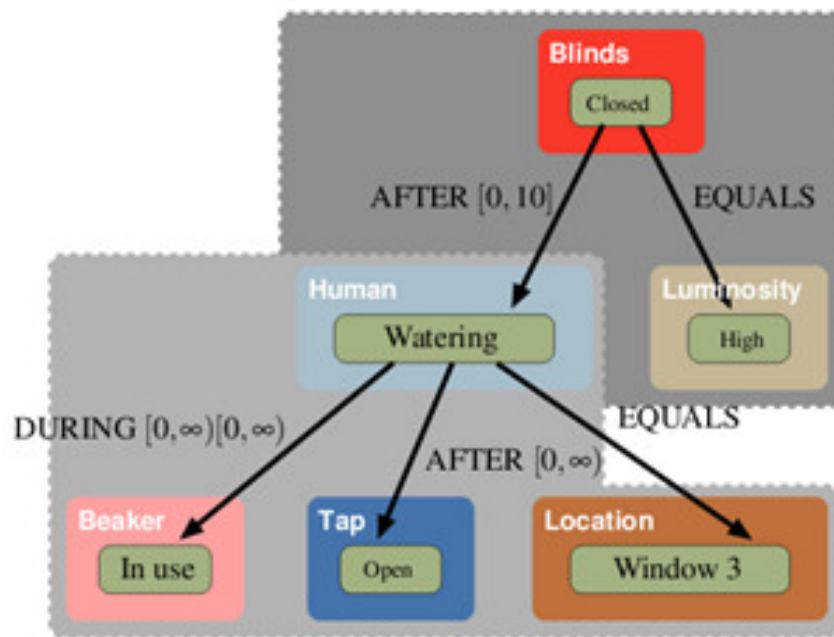 Blinds
Closed
AFTER [0, 10]
EQUALS
Human
Watering
Luminosity
High
DURING [0,∞)[0,∞)
AFTER [0,∞)
EQUALS
Beaker
In use
Tap
Open
Location
Window 3